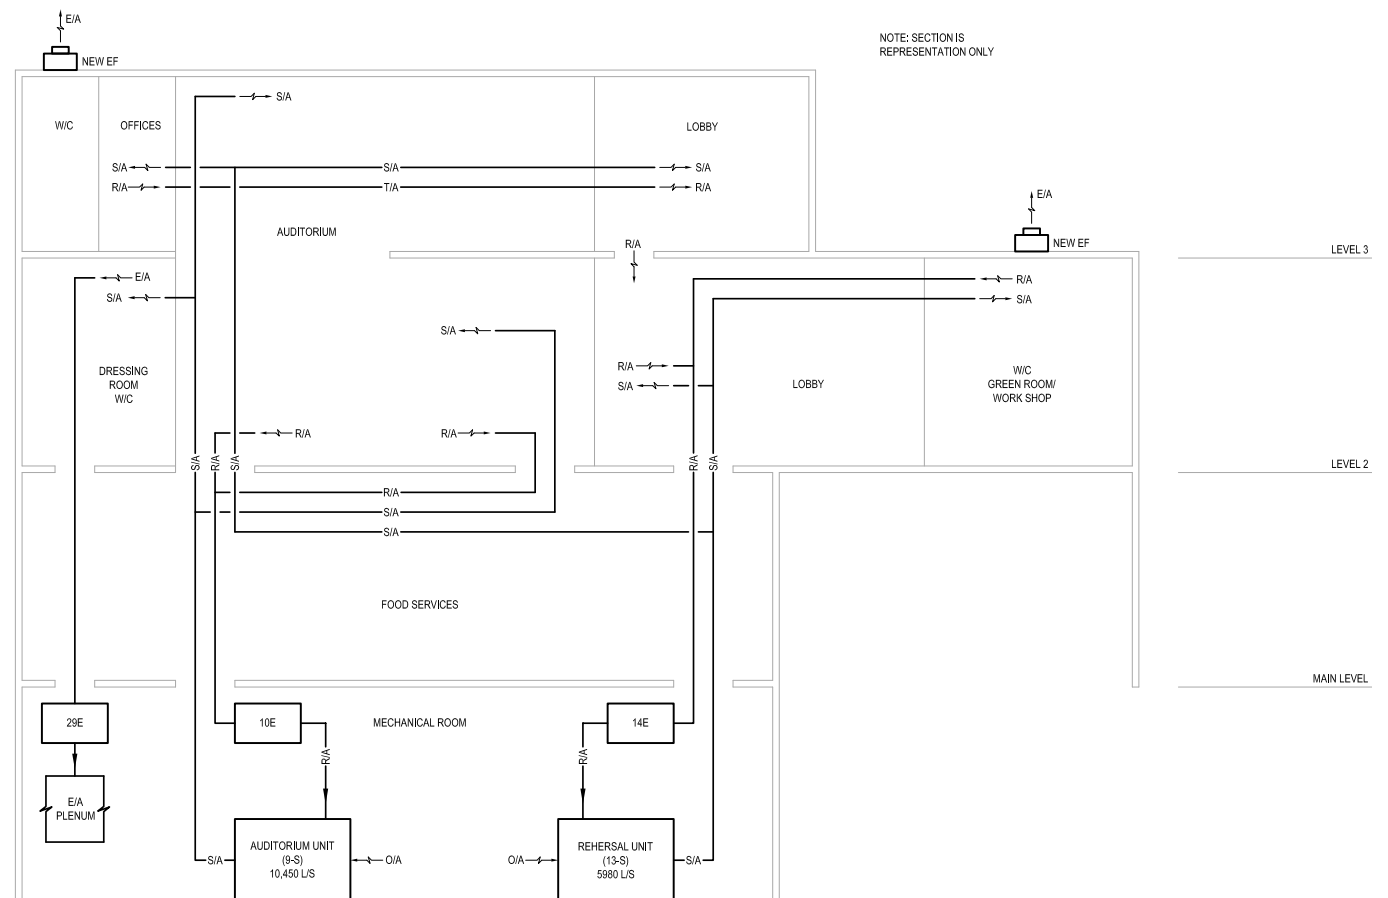 E/A
NEW EF
NOTE: SECTION IS
REPRESENTATION ONLY
S/A
W/C
OFFICES
LOBBY
S/A
S/A
S/A
R/A
T/A
R/A
E/A
AUDITORIUM
R/A
NEW EF
LEVEL 3
E/A
R/A
S/A
S/A
S/A
DRESSING
ROOM
W/C
R/A
S/A
LOBBY
W/C
GREEN ROOM/
WORK SHOP
R/A
R/A
S/A
R/A
S/A
R/A
S/A
LEVEL 2
R/A
S/A
S/A
FOOD SERVICES
MAIN LEVEL
29E
10E
MECHANICAL ROOM
14E
R/A
R/A
E/A
PLENUM
S/A
AUDITORIUM UNIT
(9-S)
10,450 L/S
O/A
O/A
REHERSAL UNIT
(13-S)
5980 L/S
S/A